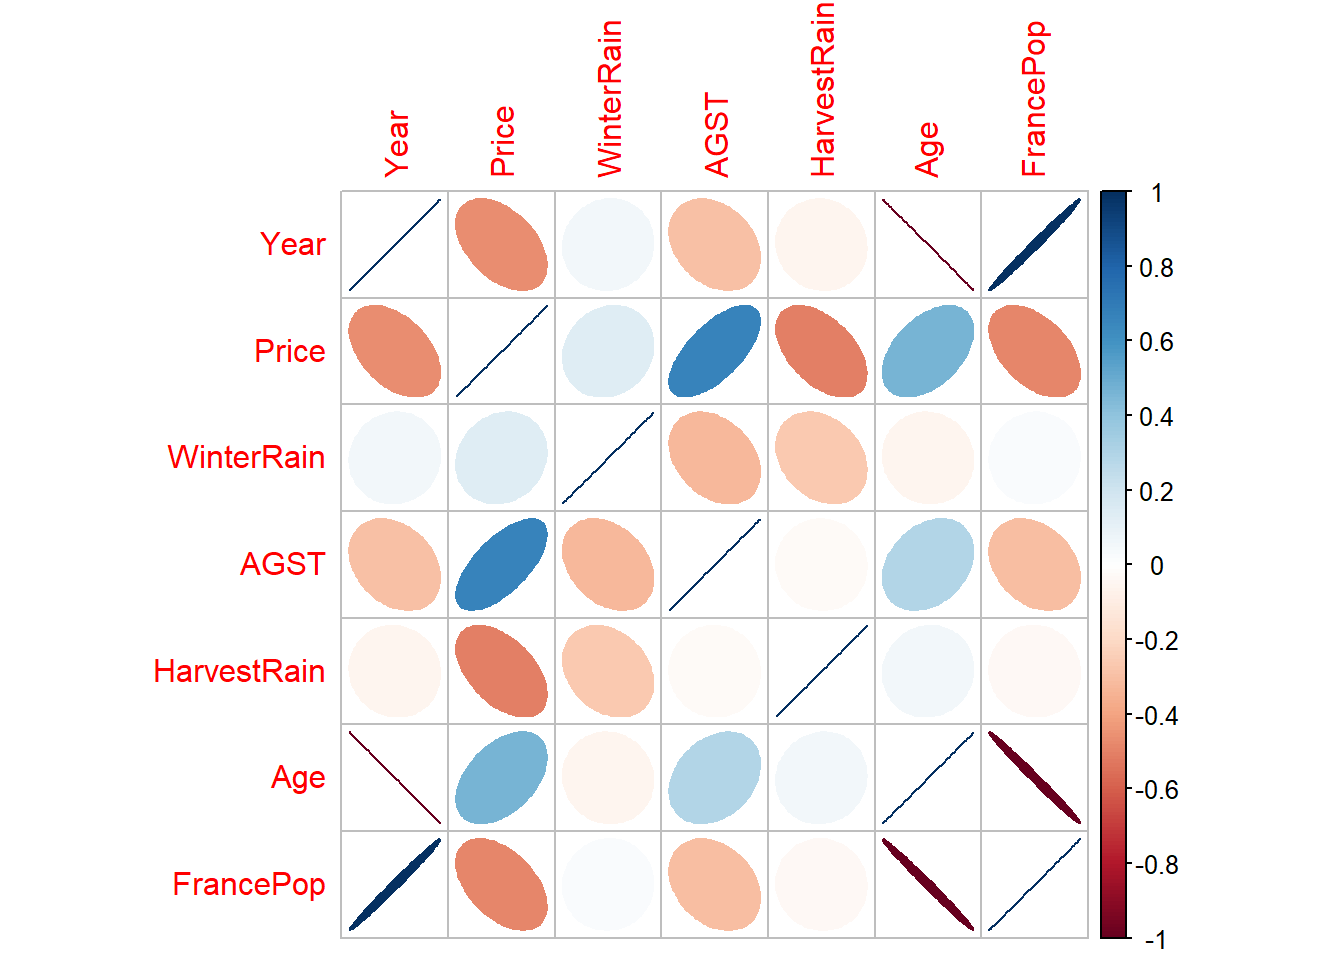 Year
Price
WinterRain
AGST
HarvestRain
Age
FrancePop
Year
Price
WinterRain
AGST
HarvestRain
Age
FrancePop
1
0.8
0.6
0.4
0.2
0
-0.2
-0.4
-0.6
-0.8
-1